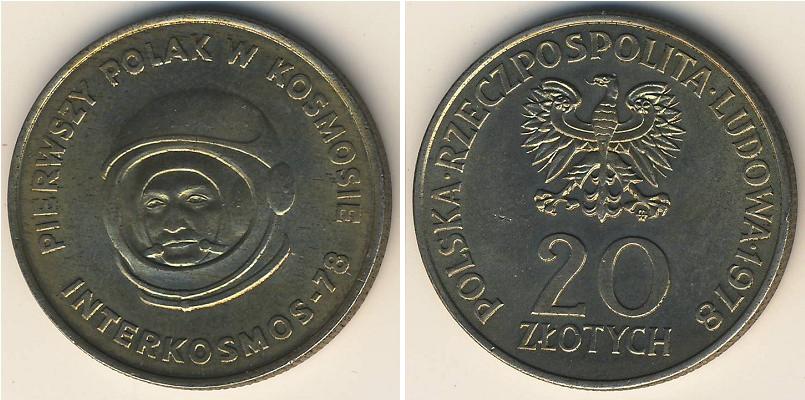 PIERWSZY POLAK W KOSMOSIE
INTERKOSMOS-78
POLSKA·RZECZPOSPOLITA·LUDOWA·1978
20
ZŁOTYCH